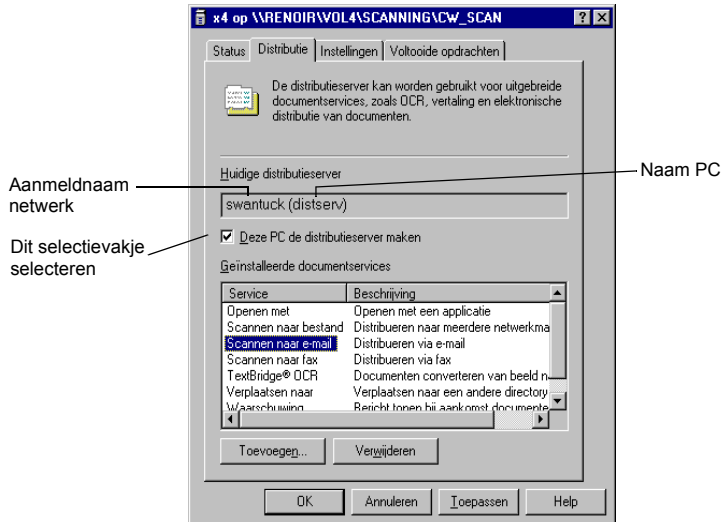 x4 op \\RENOIR\VOL4\SCANNING\CW_SCAN
Status
Distributie
Instellingen
Voltooide opdrachten
De distributieserver kan worden gebruikt voor uitgebreide
documentservices, zoals OCR, vertaling en elektronische
distributie van documenten.
Huidige distributieserver
Aanmeldnaam
netwerk
Naam PC
swantuck (distserv)
Dit selectievakje
selecteren
Deze PC de distributieserver maken
Geïnstalleerde documentservices
Service Beschrijving
Openen met Openen met een applicatie
Scannen naar bestand Distribueren naar meerdere netwerkma
Scannen naar e-mail Distribueren via e-mail
Scannen naar fax Distribueren via fax
TextBridge® OCR Documenten converteren van beeld n
Verplaatsen naar Verplaatsen naar een andere directory
Waarschuwing Bericht tonen bij aankomst documente
Toevoegen...
Verwijderen
OK
Annuleren
Toepassen
Help